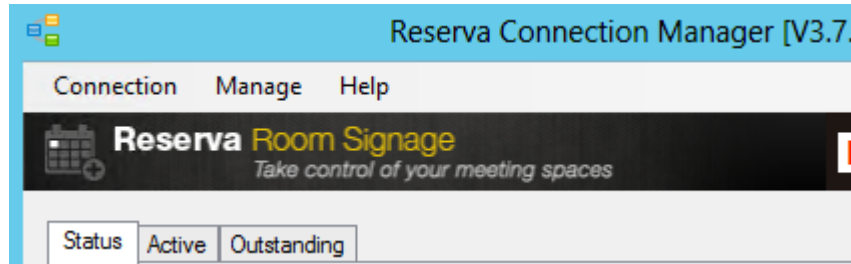 Reserva Connection Manager [V3.7.
Connection Manage Help
Reserva Room Signage
Take control of your meeting spaces
Status Active Outstanding